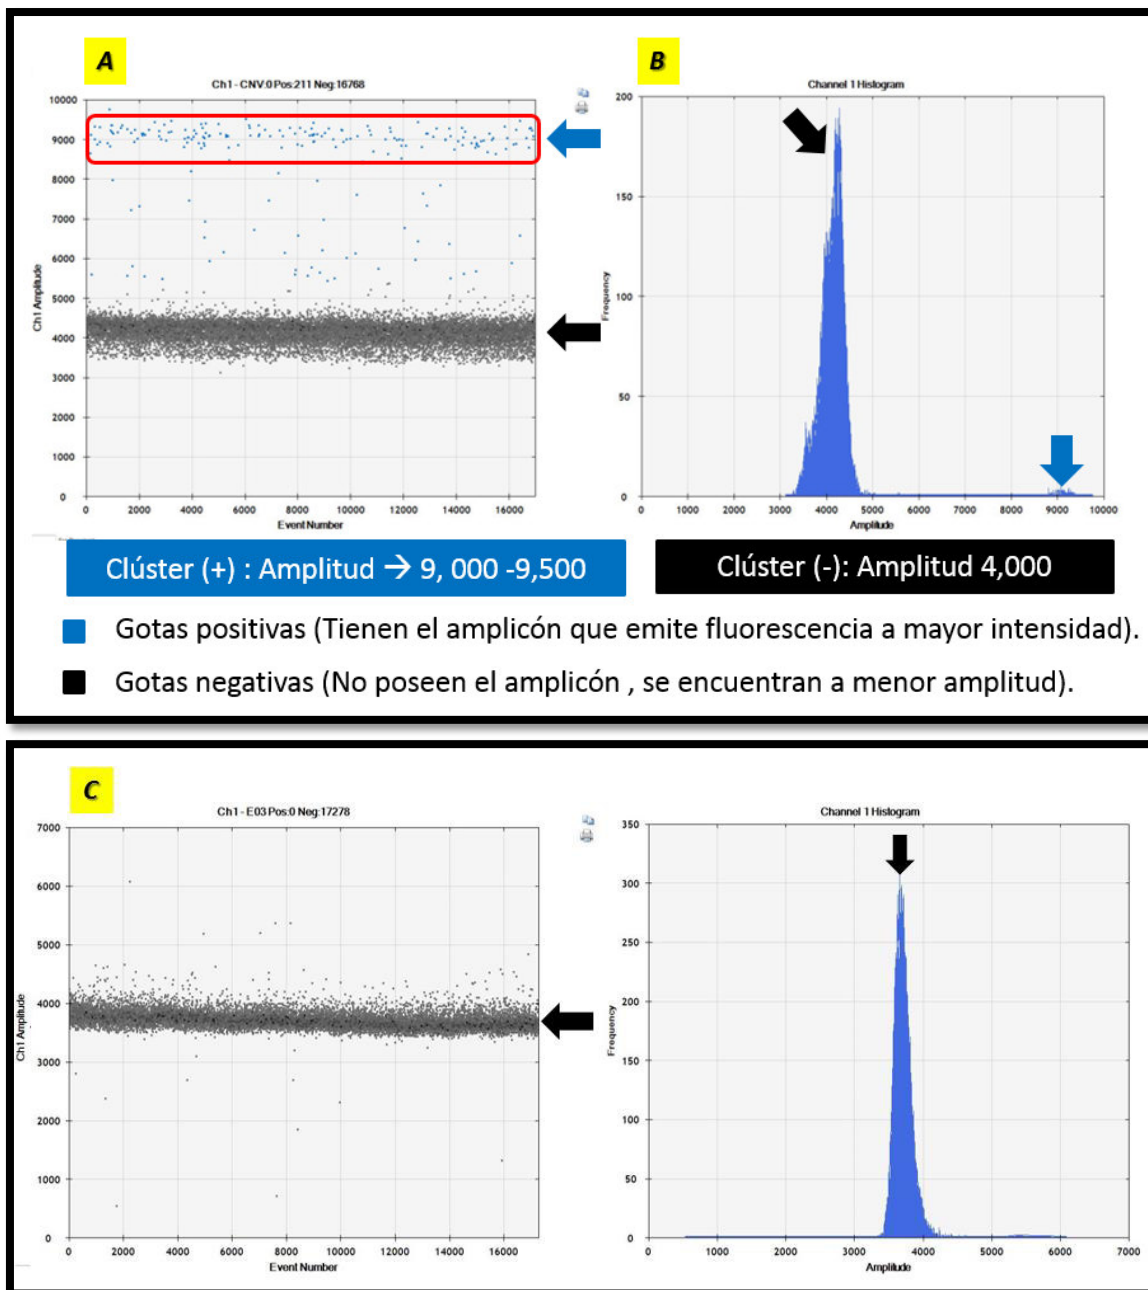 A
B
Ch1 - CNV:0 Pos:211 Neg:16768
Channel 1 Histogram
10000
9000
8000
7000
6000
5000
4000
3000
2000
1000
0
Ch1 Amplitude
0 2000 4000 6000 8000 10000 12000 14000 16000
Event Number
200
150
100
50
0
Frequency
0 1000 2000 3000 4000 5000 6000 7000 8000 9000 10000
Amplitude
Clúster (+) : Amplitud → 9, 000 -9,500
Clúster (-): Amplitud 4,000
Gotas positivas (Tienen el amplicón que emite fluorescencia a mayor intensidad).
Gotas negativas (No poseen el amplicón , se encuentran a menor amplitud).
C
Ch1 - E03 Pos:0 Neg:17278
Channel 1 Histogram
7000
6000
5000
4000
3000
2000
1000
0
Ch1 Amplitude
0 2000 4000 6000 8000 10000 12000 14000 16000
Event Number
350
300
250
200
150
100
50
0
Frequency
0 1000 2000 3000 4000 5000 6000 7000
Amplitude